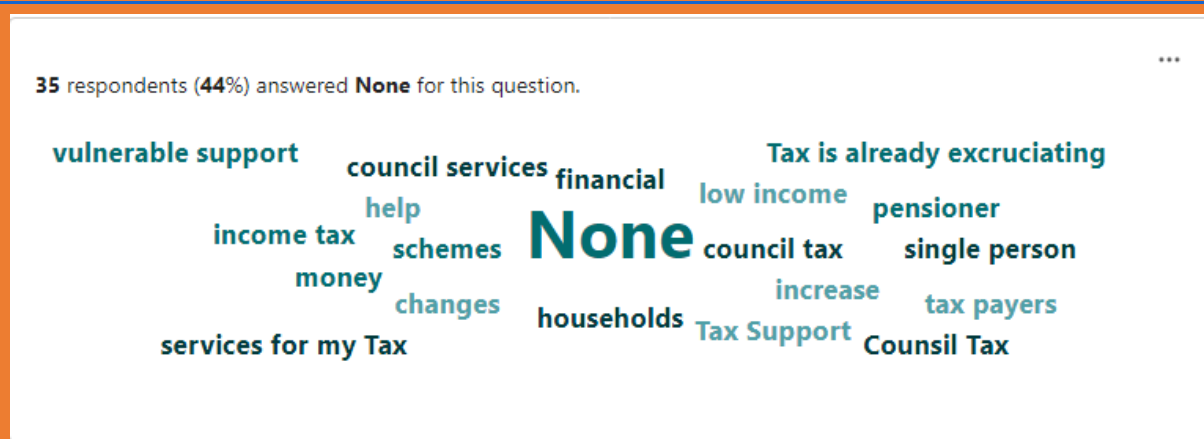 35 respondents (44%) answered None for this question.
vulnerable support
Tax is already excruciating
council services
financial
low income
help
pensioner
income tax
schemes
None
council tax
single person
money
increase
changes
tax payers
households
Tax Support
services for my Tax
Counsil Tax